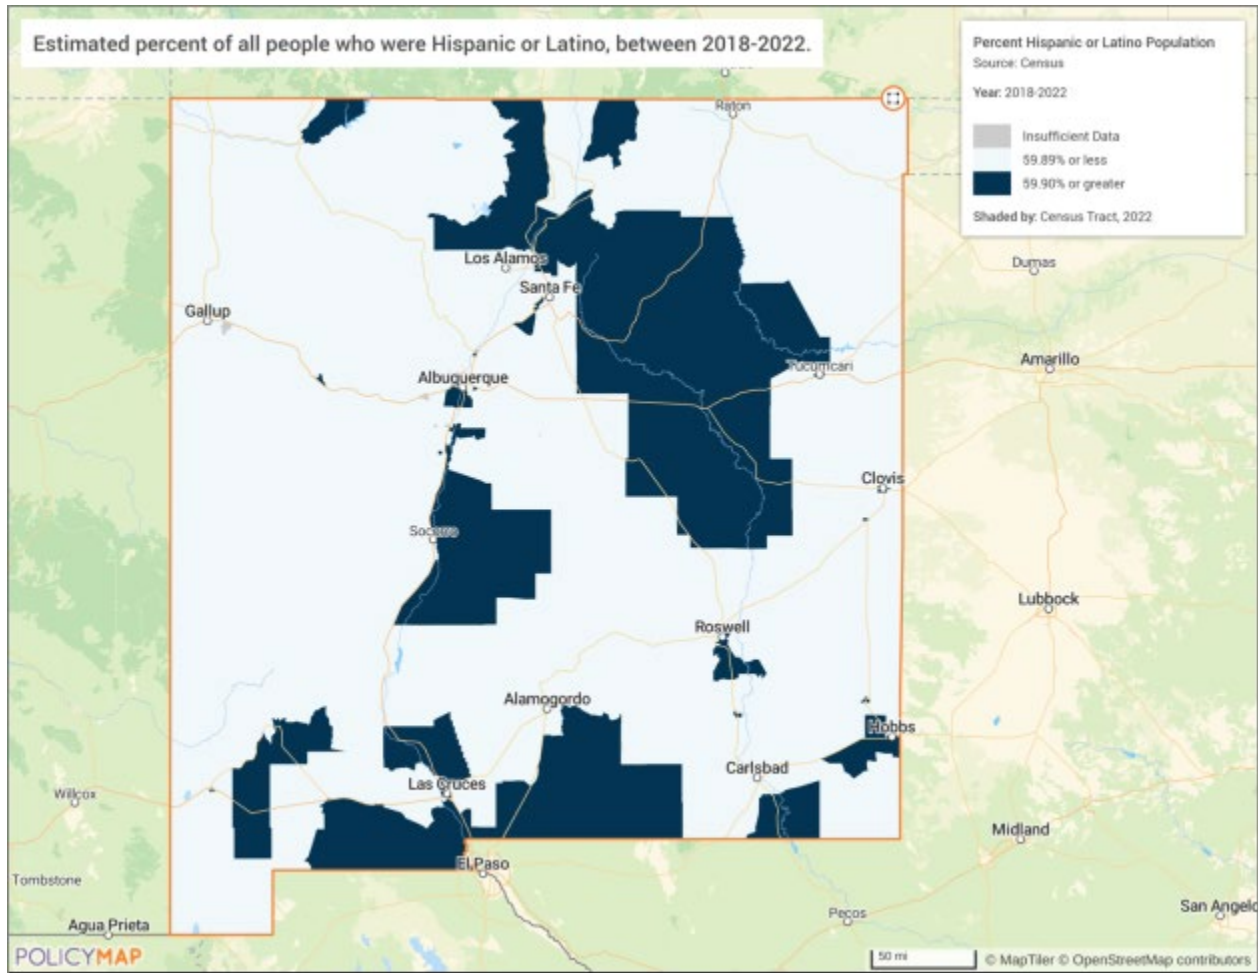 Estimated percent of all people who were Hispanic or Latino, between 2018-2022.
Percent Hispanic or Latino Population
Source: Census
Year: 2018-2022
Insufficient Data
59.89% or less
59.90% or greater
Shaded by: Census Tract, 2022
Raton
Dumas
Los Alamos
Santa Fe
Gallup
Amarillo
Tucumcari
Albuquerque
Clovis
Socorro
Lubbock
Roswell
Alamogordo
Hobbs
Carlsbad
Las Cruces
Willcox
Midland
El Paso
Tombstone
San Angelo
Pecos
Agua Prieta
POLICYMAP
50 mi
© MapTiler © OpenStreetMap contributors